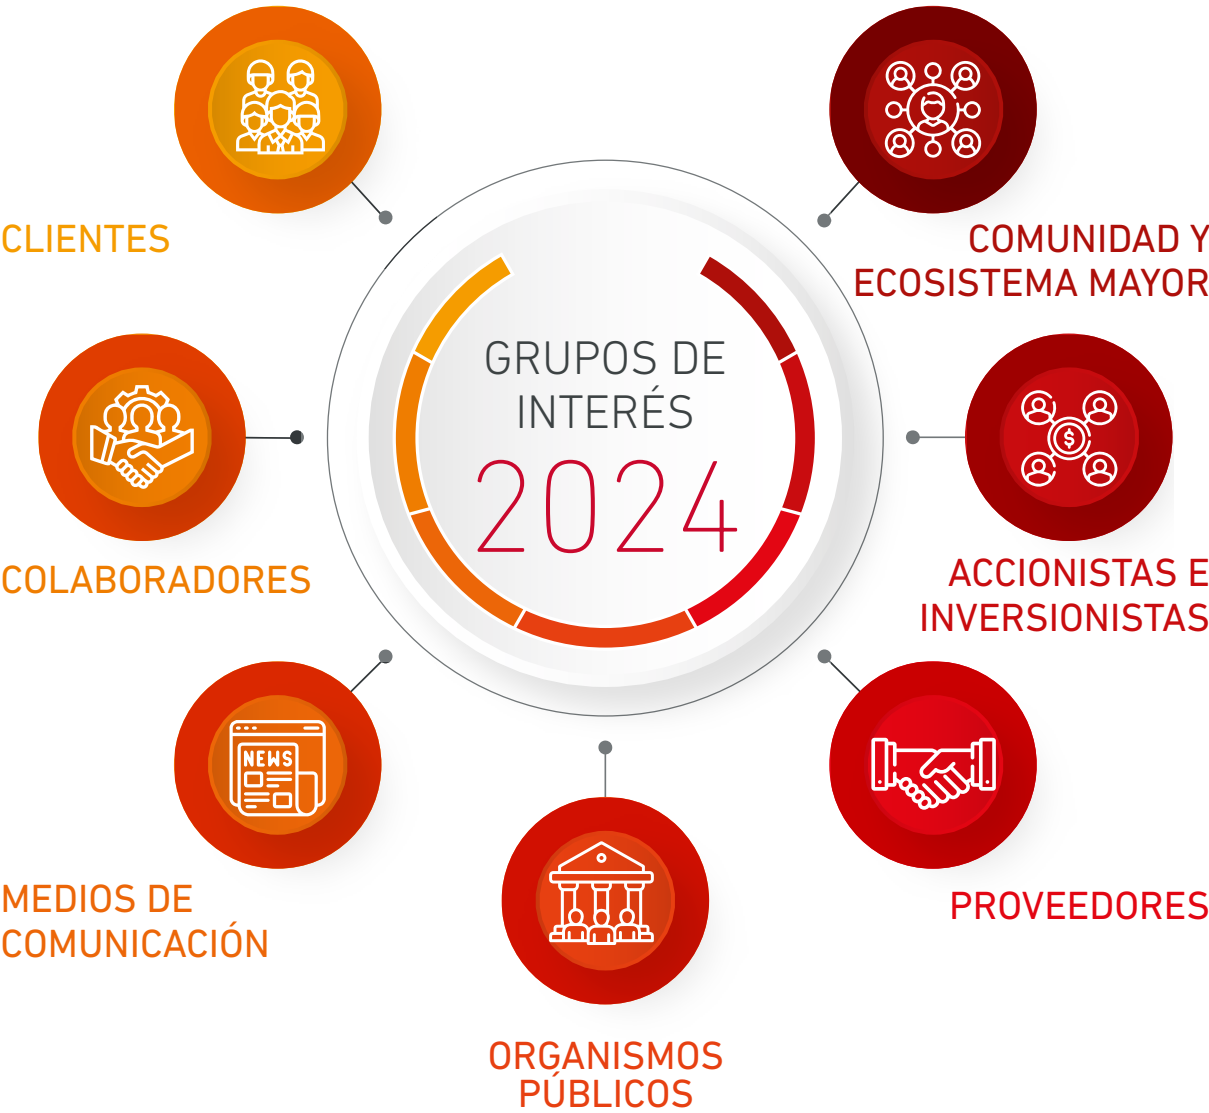 GRUPOS DE
INTERÉS
2024
CLIENTES
COLABORADORES
MEDIOS DE
COMUNICACIÓN
NEWS
ORGANISMOS
PÚBLICOS
PROVEEDORES
ACCIONISTAS E
INVERSIONISTAS
$
COMUNIDAD Y
ECOSISTEMA MAYOR